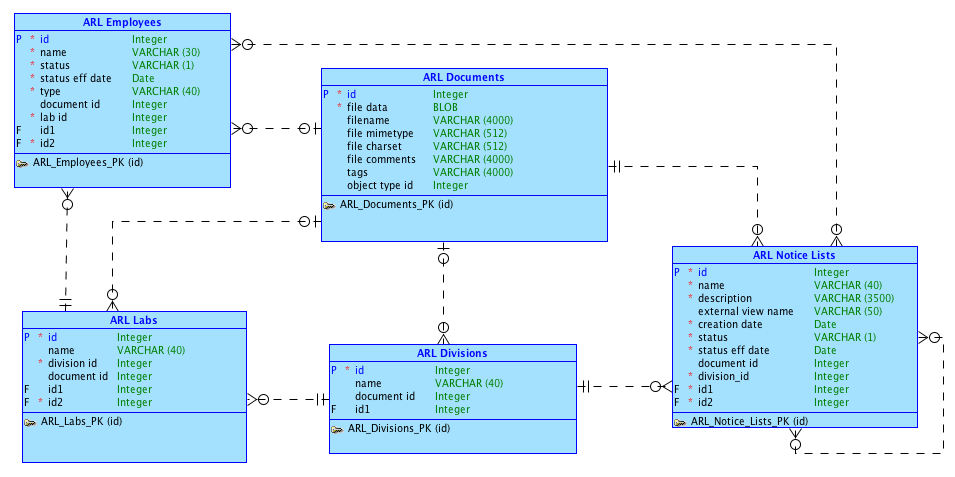 ARL Employees
P * id Integer
* name VARCHAR (30)
* status VARCHAR (1)
* status eff date Date
* type VARCHAR (40)
document id Integer
* lab id Integer
F id1 Integer
F * id2 Integer
ARL_Employees_PK (id)
ARL Documents
P * id Integer
* file data BLOB
filename VARCHAR (4000)
file mimetype VARCHAR (512)
file charset VARCHAR (512)
file comments VARCHAR (4000)
tags VARCHAR (4000)
object type id Integer
ARL_Documents_PK (id)
ARL Notice Lists
P * id Integer
* name VARCHAR (40)
* description VARCHAR (3500)
external view name VARCHAR (50)
* creation date Date
* status VARCHAR (1)
* status eff date Date
document id Integer
* division_id Integer
F * id1 Integer
F * id2 Integer
ARL_Notice_Lists_PK (id)
ARL Labs
P * id Integer
name VARCHAR (40)
* division id Integer
document id Integer
F id1 Integer
F * id2 Integer
ARL_Labs_PK (id)
ARL Divisions
P * id Integer
name VARCHAR (40)
document id Integer
F id1 Integer
ARL_Divisions_PK (id)